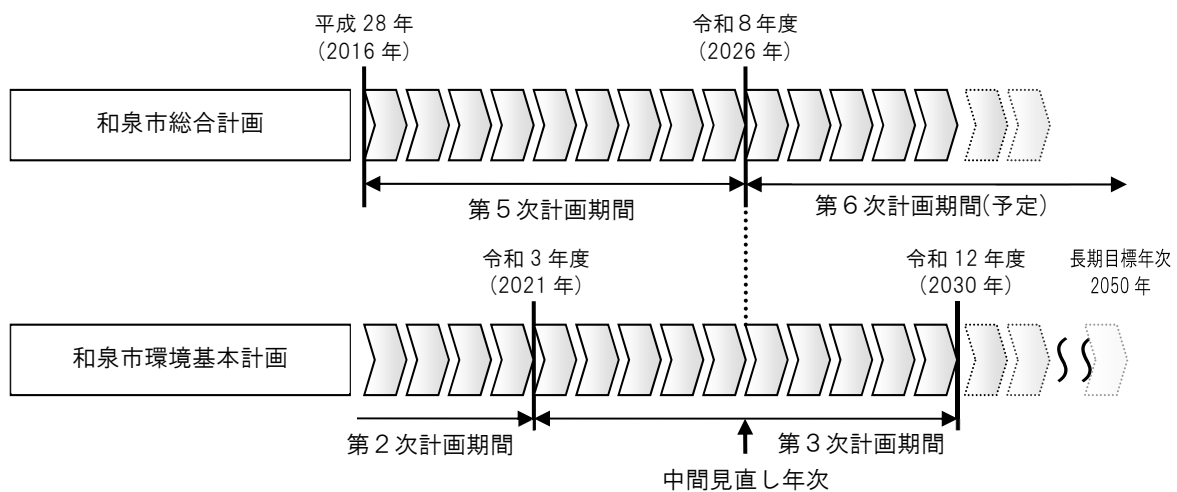 平成 28 年
（2016 年）
令和８年度
（2026 年）
和泉市総合計画
第５次計画期間
第６次計画期間(予定)
令和 3 年度
（2021 年）
令和 12 年度
（2030 年）
長期目標年次
2050 年
和泉市環境基本計画
第２次計画期間
第３次計画期間
中間見直し年次